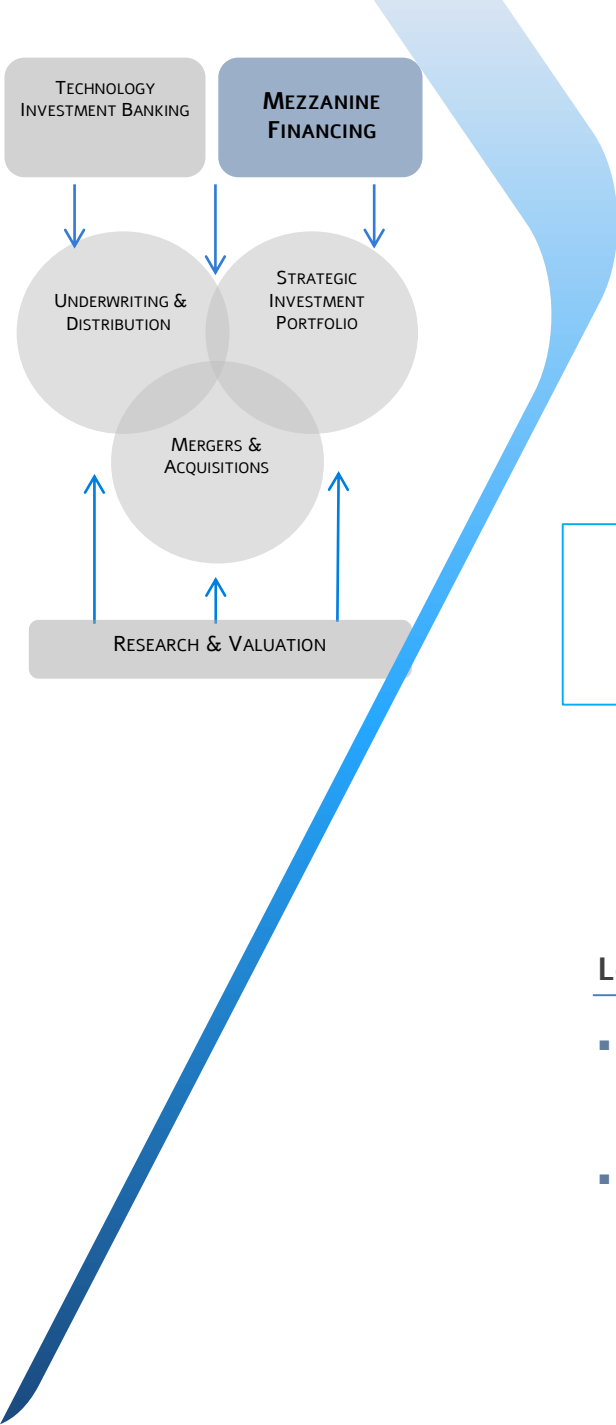 TECHNOLOGY
INVESTMENT BANKING
MEZZANINE
FINANCING
UNDERWRITING &
DISTRIBUTION
STRATEGIC
INVESTMENT
PORTFOLIO
MERGERS &
ACQUISITIONS
RESEARCH & VALUATION
L